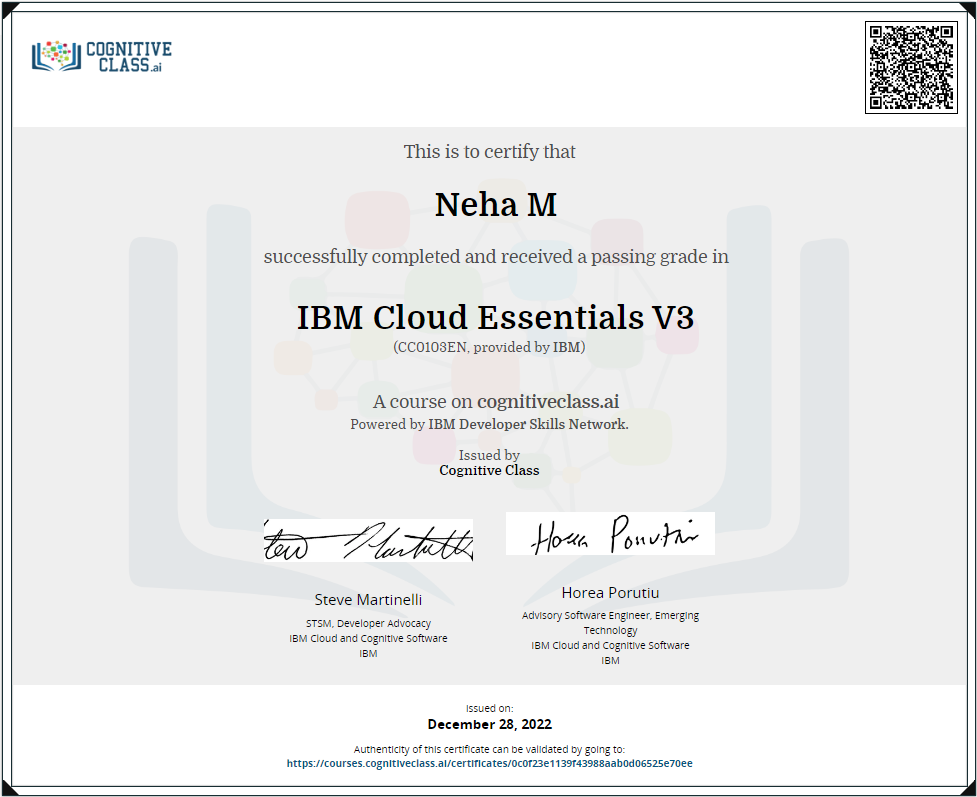 COGNITIVE
CLASS.ai
This is to certify that
Neha M
successfully completed and received a passing grade in
IBM Cloud Essentials V3
(CC0103EN, provided by IBM)
A course on cognitiveclass.ai
Powered by IBM Developer Skills Network.
Issued by
Cognitive Class
Horea Porutiu
Steve Martinelli
STSM, Developer Advocacy
IBM Cloud and Cognitive Software
IBM
Horea Porutiu
Advisory Software Engineer, Emerging
Technology
IBM Cloud and Cognitive Software
IBM
Issued on:
December 28, 2022
Authenticity of this certificate can be validated by going to:
https://courses.cognitiveclass.ai/certificates/0c0f23e1139f43988aab0d06525e70ee